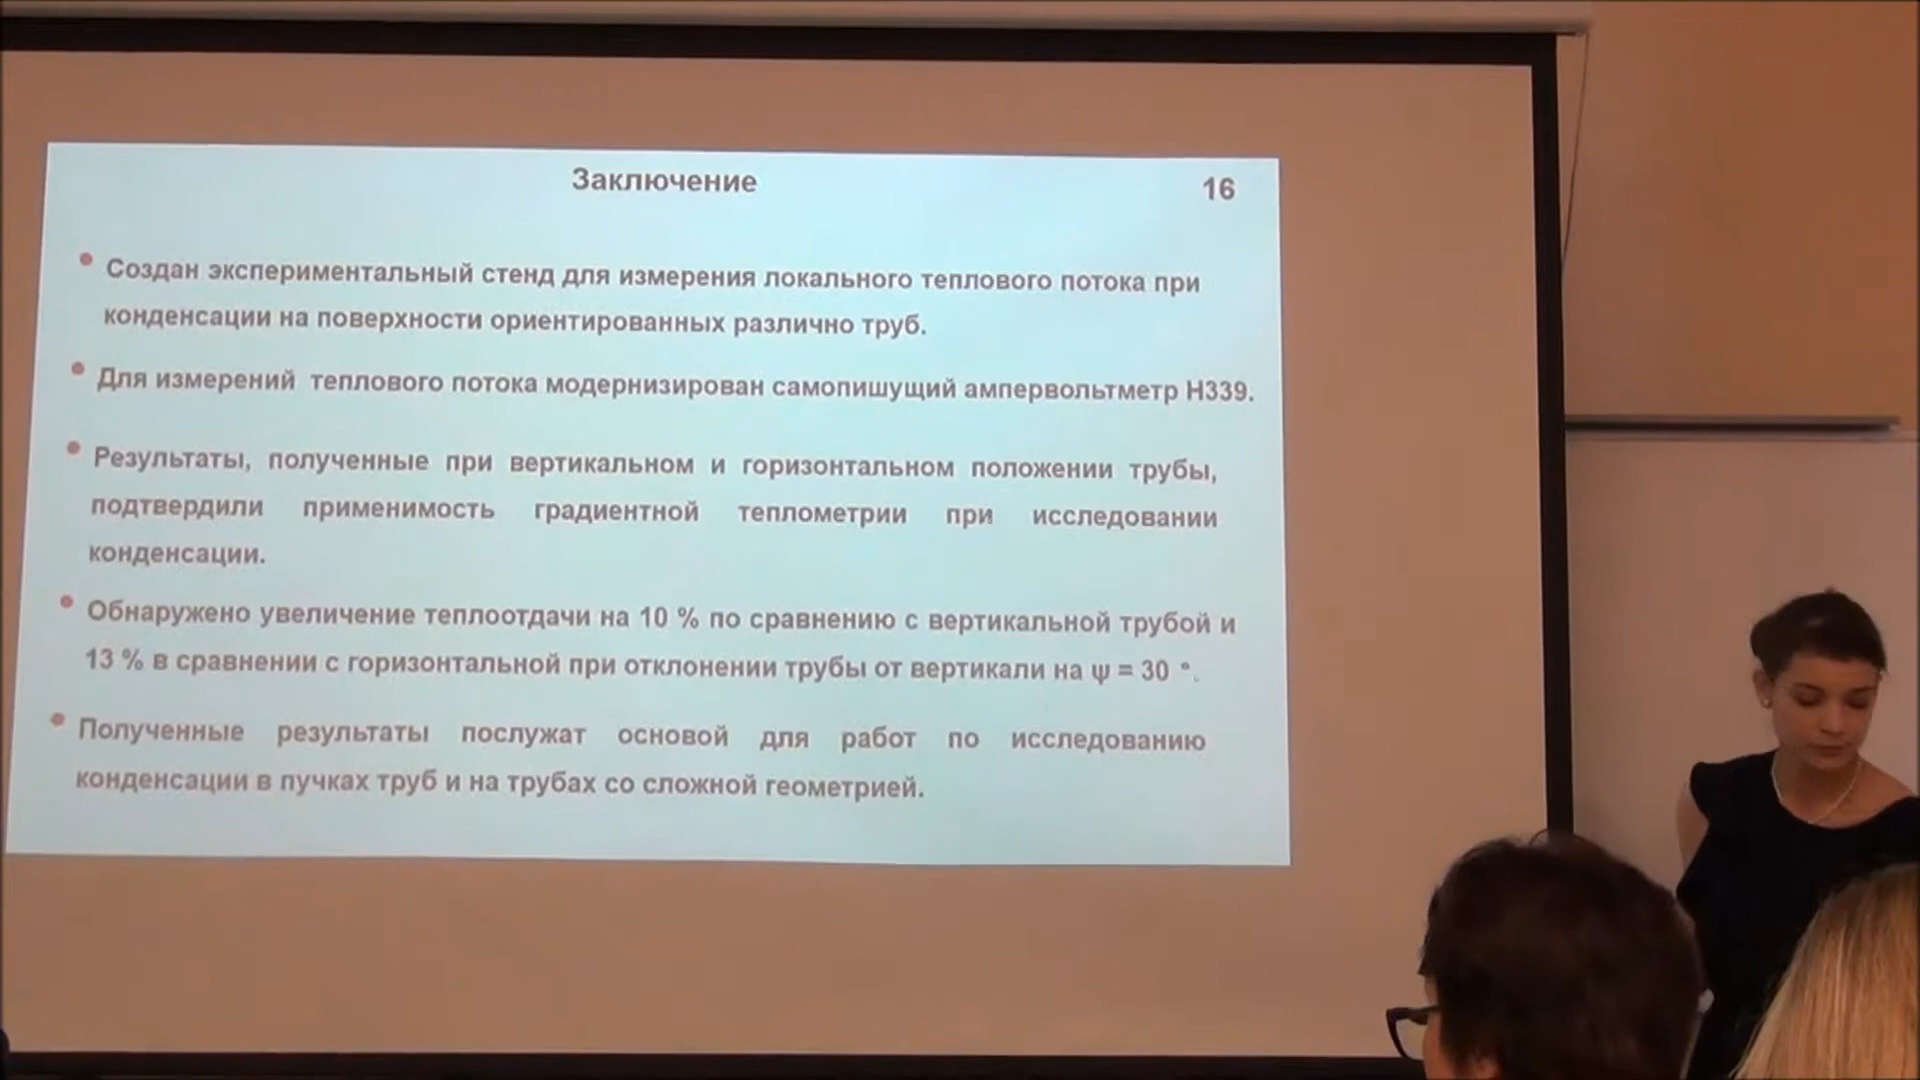 Заключение
16
Создан экспериментальный стенд для измерения локального теплового потока при
конденсации на поверхности ориентированных различно труб.
Для измерений теплового потока модернизирован самопишущий ампервольтметр Н339.
Результаты, полученные при вертикальном и горизонтальном положении трубы,
подтвердили применимость градиентной теплометрии при исследовании
конденсации.
Обнаружено увеличение теплоотдачи на 10 % по сравнению с вертикальной трубой и
13 % в сравнении с горизонтальной при отклонении трубы от вертикали на ψ = 30 °.
Полученные результаты послужат основой для работ по исследованию
конденсации в пучках труб и на трубах со сложной геометрией.